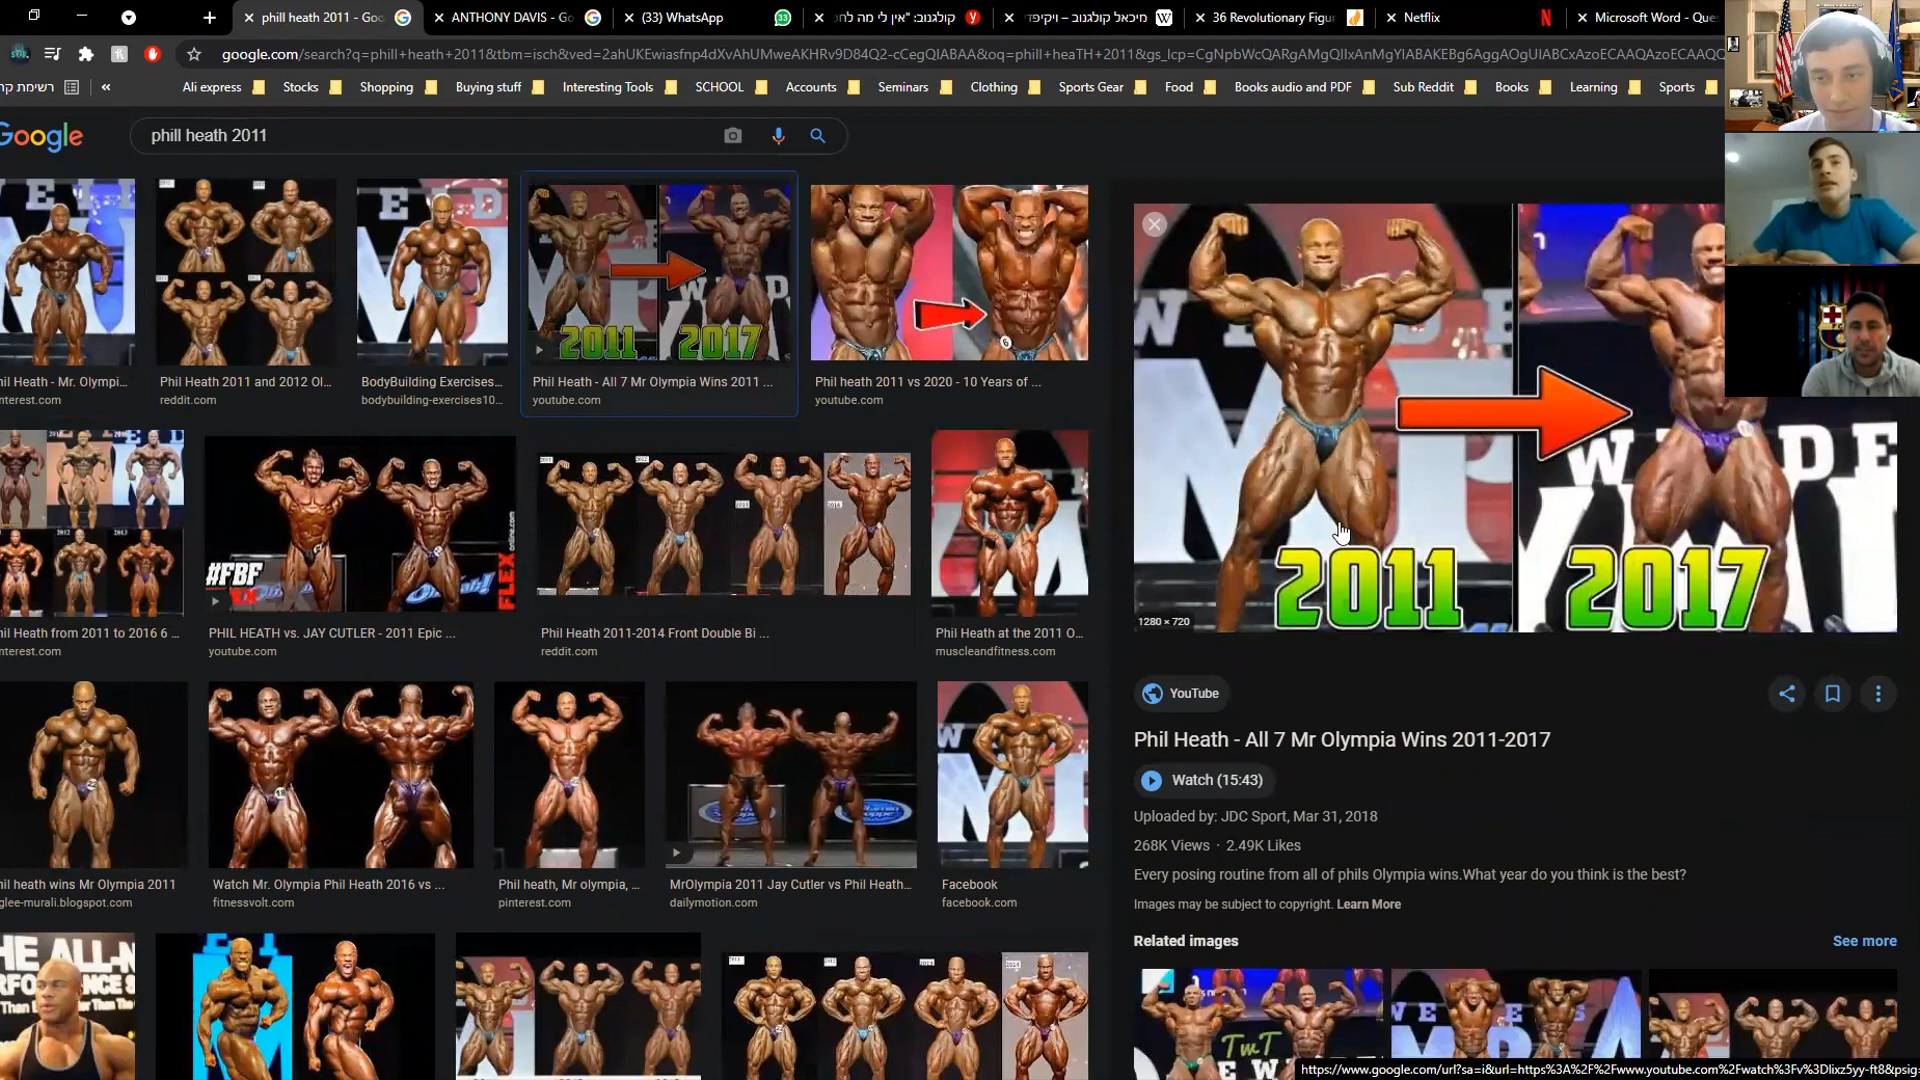 phill heath 2011 - Goo
ANTHONY DAVIS - Go
(33) WhatsApp
33
קולגנוב: "אין לי מה לחפ
מיכאל קולגנוב – ויקיפדי
36 Revolutionary Figur
Netflix
Microsoft Word - Ques
google.com/search?q=phill+heath+2011&tbm=isch&ved=2ahUKEwiasfnp4dXvAhUMweAKHRv9D84Q2-cCegQIABAA&oq=phill+heaTH+2011&gs_lcp=CgNpbWcQARgAMgQIIxAnMgYIABAKEBg6AggAOgUIABCxAzoECAAQAzoECAAQQ
Ali express
Stocks
Shopping
Buying stuff
Interesting Tools
SCHOOL
Accounts
Seminars
Clothing
Sports Gear
Food
Books audio and PDF
Sub Reddit
Books
Learning
Sports
Google
phill heath 2011
2011
2017
hil Heath - Mr. Olympi...
nterest.com
Phil Heath 2011 and 2012 Ol...
reddit.com
BodyBuilding Exercises...
bodybuilding-exercises10...
Phil Heath - All 7 Mr Olympia Wins 2011 ...
youtube.com
Phil heath 2011 vs 2020 - 10 Years of ...
youtube.com
2011
2017
1280 × 720
#FBF
FLEX
online.com
hil Heath from 2011 to 2016 6 ...
nterest.com
PHIL HEATH vs. JAY CUTLER - 2011 Epic ...
youtube.com
Phil Heath 2011-2014 Front Double Bi ...
reddit.com
Phil Heath at the 2011 O...
muscleandfitness.com
YouTube
Phil Heath - All 7 Mr Olympia Wins 2011-2017
Watch (15:43)
Uploaded by: JDC Sport, Mar 31, 2018
268K Views · 2.49K Likes
Every posing routine from all of phils Olympia wins.What year do you think is the best?
Images may be subject to copyright. Learn More
Related images
See more
hil heath wins Mr Olympia 2011
glee-murali.blogspot.com
Watch Mr. Olympia Phil Heath 2016 vs ...
fitnessvolt.com
Phil heath, Mr olympia, ...
pinterest.com
MrOlympia 2011 Jay Cutler vs Phil Heath...
dailymotion.com
Facebook
facebook.com
HE ALL-N
Than The
TwT
https://www.google.com/url?sa=i&url=https%3A%2F%2Fwww.youtube.com%2Fwatch%3Fv%3Dlixz5yy-ft8&psig=